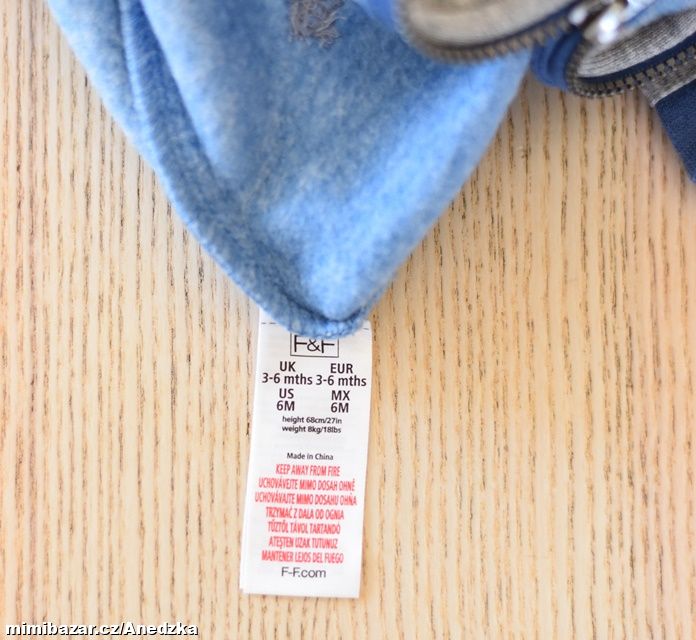 F&F
UK EUR
3-6 mths 3-6 mths
US MX
6M 6M
height 68cm/27in
weight 8kg/18lbs
Made in China
KEEP AWAY FROM FIRE
UCHOVÁVEJTE MIMO DOSAH OHNĚ
UCHOVÁVAJTE MIMO DOSAHU OHŇA
TRZYMAĆ Z DALA OD OGNIA
TŰZTŐL TÁVOL TARTANDÓ
ATEŞTEN UZAK TUTUNUZ
MANTENER LEJOS DEL FUEGO
F-F.com
mimibazar.cz/Anedzka